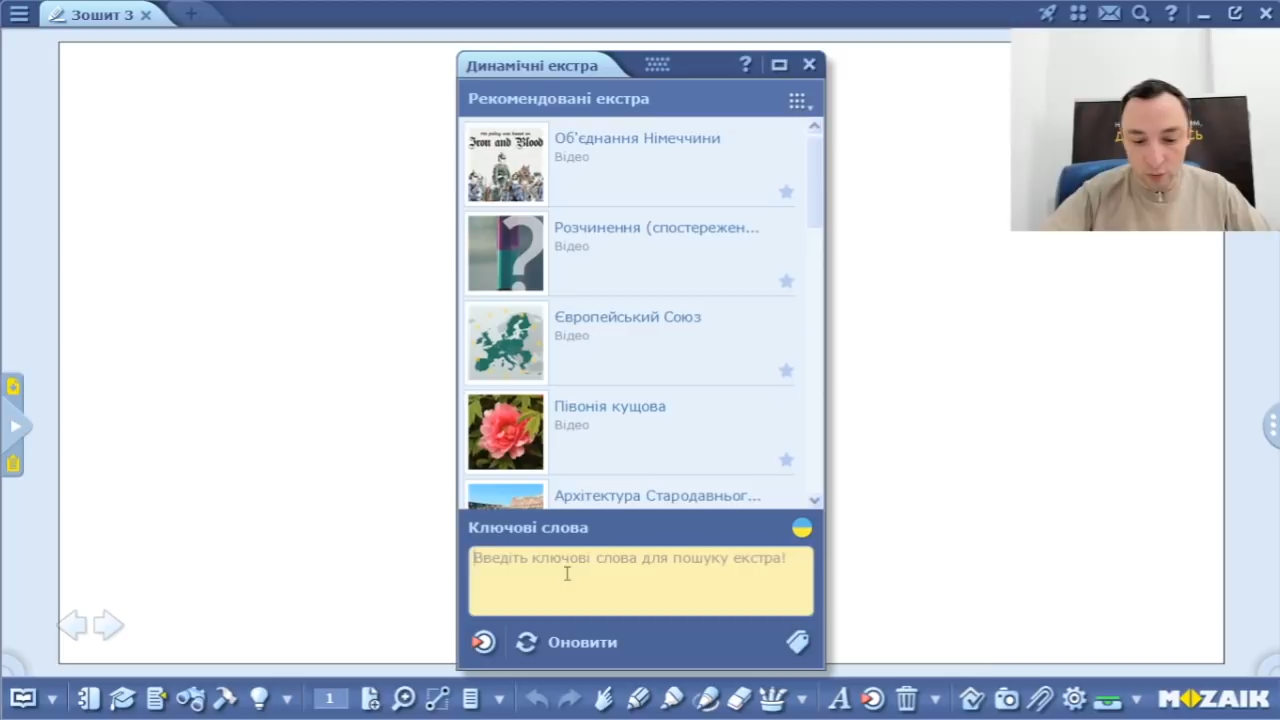 Зошит 3
Динамічні екстра
Рекомендовані екстра
Iron and Blood
Об'єднання Німеччини
Відео
Розчинення (спостережен...
Відео
Європейський Союз
Відео
Півонія кущова
Відео
Архітектура Стародавньог...
Ключові слова
Введіть ключові слова для пошуку екстра!
Оновити
1
MOZAIK